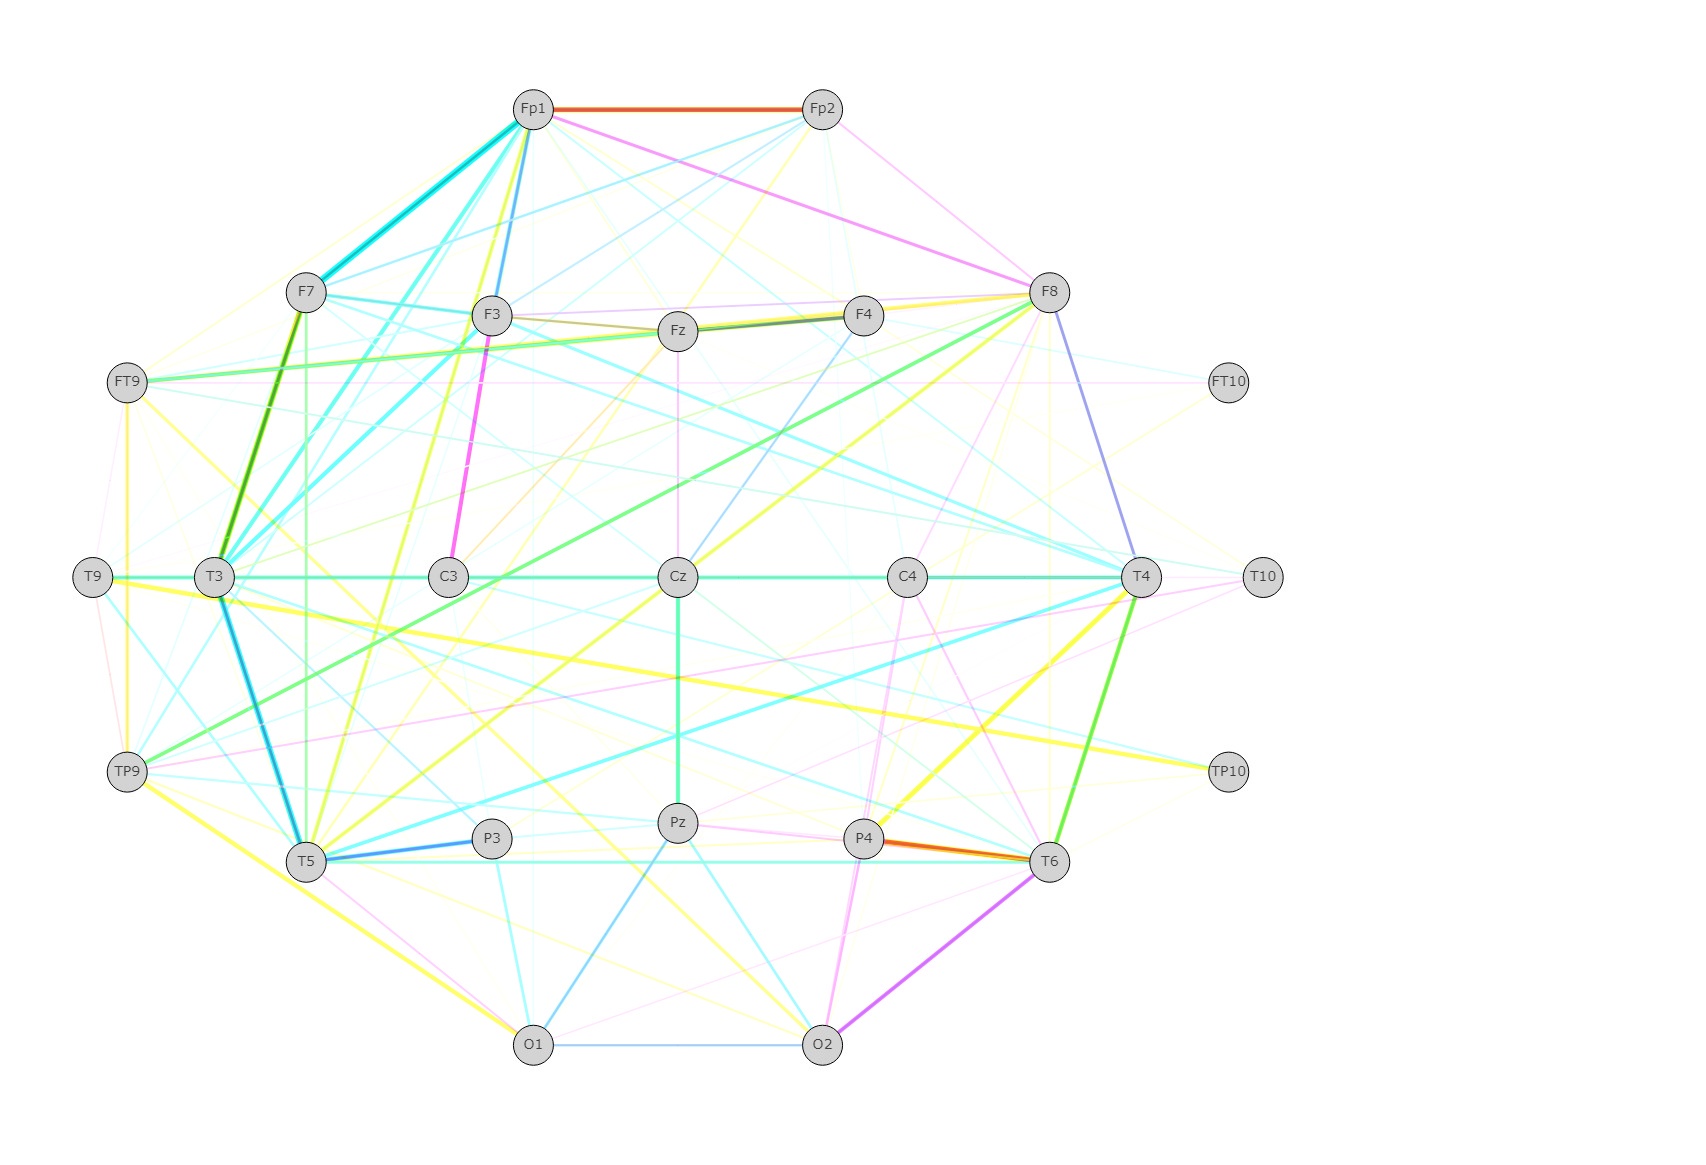 Fp1 Fp2
F7 F3 Fz F4 F8
FT9 FT10
T9 T3 C3 Cz C4 T4 T10
TP9 TP10
T5 P3 Pz P4 T6
O1 O2